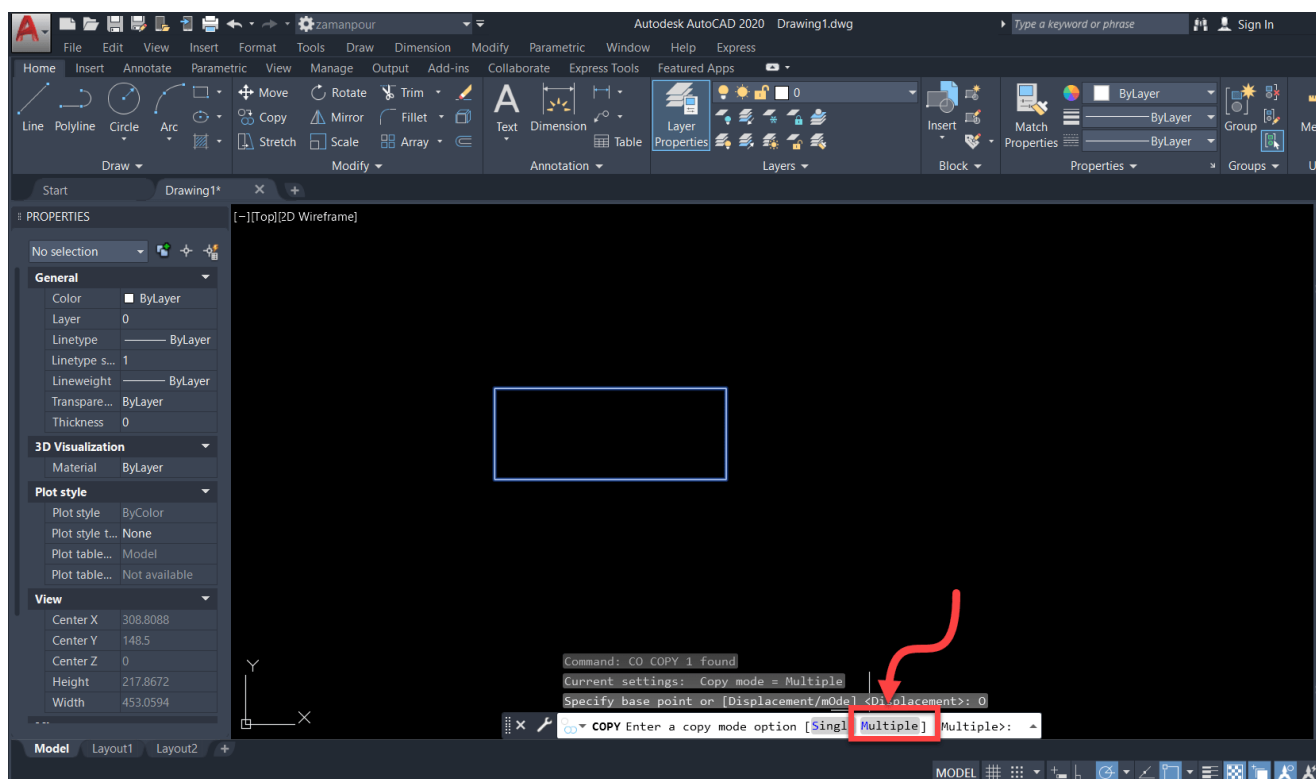 A zamanpour Autodesk AutoCAD 2020 Drawing1.dwg Type a keyword or phrase Sign In
File Edit View Insert Format Tools Draw Dimension Modify Parametric Window Help Express
Home Insert Annotate Parametric View Manage Output Add-ins Collaborate Express Tools Featured Apps
Move Rotate Trim 0 ByLayer
Copy Mirror Fillet ByLayer
Line Polyline Circle Arc Text Dimension Layer Properties Insert Match Properties Group
Stretch Scale Array Table ByLayer
Draw Modify Annotation Layers Block Properties Groups
Start Drawing1* × +
PROPERTIES
[−][Top][2D Wireframe]
No selection
General
Color ByLayer
Layer 0
Linetype ByLayer
Linetype s... 1
Lineweight ByLayer
Transpare... ByLayer
Thickness 0
3D Visualization
Material ByLayer
Plot style
Plot style ByColor
Plot style t... None
Plot table... Model
Plot table... Not available
View
Center X 308.8088
Center Y 148.5
Center Z 0
Height 217.8672
Width 453.0594
Y
X
Command: CO COPY 1 found
Current settings: Copy mode = Multiple
Specify base point or [Displacement/mOde] <Displacement>: O
COPY Enter a copy mode option [Singl Multiple] Multiple>:
Model Layout1 Layout2 +
MODEL